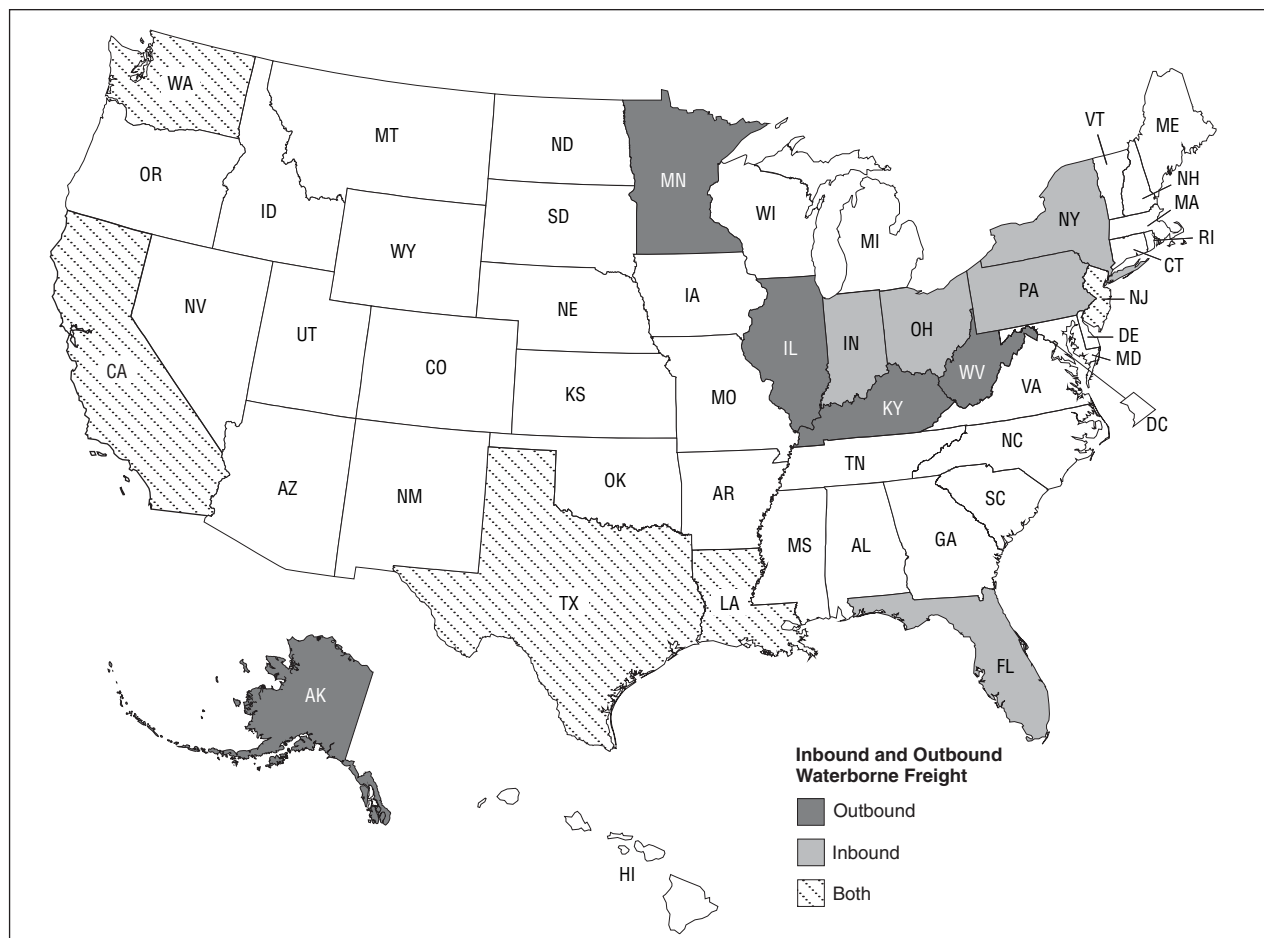 WA
MT
ND
MN
OR
ID
SD
WI
MI
VT
ME
NH
MA
NY
RI
CT
WY
NV
UT
NE
IA
PA
NJ
DE
MD
OH
IN
IL
CA
CO
KS
MO
WV
VA
KY
DC
NC
TN
AZ
NM
OK
AR
SC
MS
AL
GA
TX
LA
FL
AK
HI
Inbound and Outbound
Waterborne Freight
Outbound
Inbound
Both